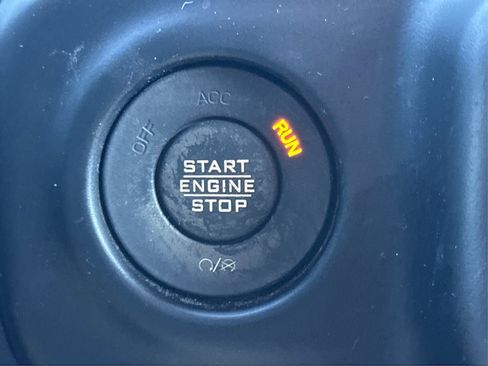 ACC
OFF
RUN
START
ENGINE
STOP